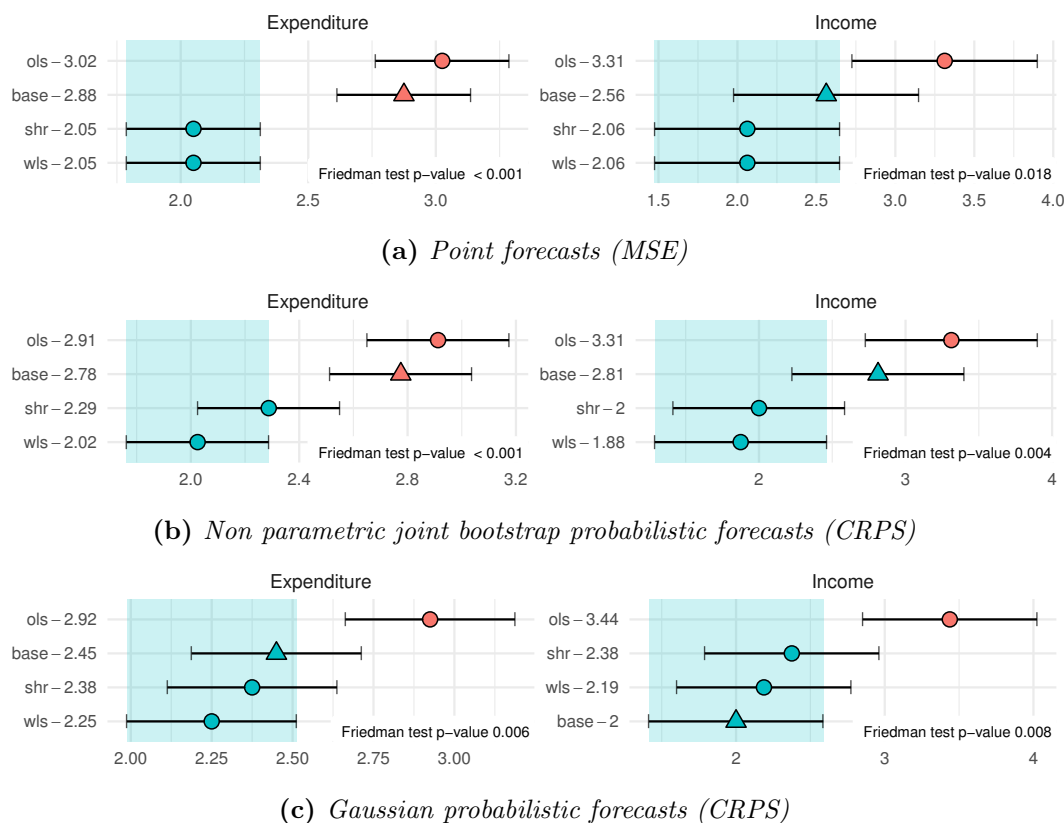 Expenditure
ols − 3.02
base − 2.88
shr − 2.05
wls − 2.05
Friedman test p−value < 0.001
2.0 2.5 3.0
Income
ols − 3.31
base − 2.56
shr − 2.06
wls − 2.06
Friedman test p−value 0.018
1.5 2.0 2.5 3.0 3.5 4.0
(a) Point forecasts (MSE)
Expenditure
ols − 2.91
base − 2.78
shr − 2.29
wls − 2.02
Friedman test p−value < 0.001
2.0 2.4 2.8 3.2
Income
ols − 3.31
base − 2.81
shr − 2
wls − 1.88
Friedman test p−value 0.004
2 3 4
(b) Non parametric joint bootstrap probabilistic forecasts (CRPS)
Expenditure
ols − 2.92
base − 2.45
shr − 2.38
wls − 2.25
Friedman test p−value 0.006
2.00 2.25 2.50 2.75 3.00
Income
ols − 3.44
shr − 2.38
wls − 2.19
base − 2
Friedman test p−value 0.008
2 3 4
(c) Gaussian probabilistic forecasts (CRPS)